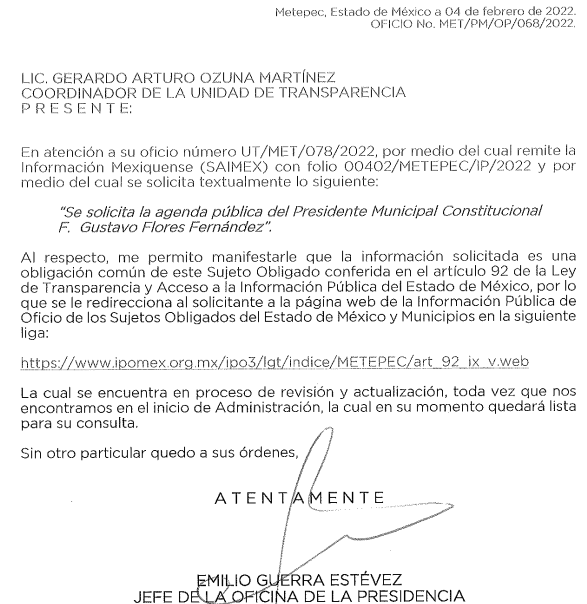 Metepec, Estado de México a 04 de febrero de 2022.
OFICIO No. MET/PM/OP/068/2022.
LIC. GERARDO ARTURO OZUNA MARTÍNEZ
COORDINADOR DE LA UNIDAD DE TRANSPARENCIA
P R E S E N T E:
En atención a su oficio número UT/MET/078/2022, por medio del cual remite la
Información Mexiquense (SAIMEX) con folio 00402/METEPEC/IP/2022 y por
medio del cual se solicita textualmente lo siguiente:
"Se solicita la agenda pública del Presidente Municipal Constitucional
F. Gustavo Flores Fernández".
Al respecto, me permito manifestarle que la información solicitada es una
obligación común de este Sujeto Obligado conferida en el artículo 92 de la Ley
de Transparencia y Acceso a la Información Pública del Estado de México, por lo
que se le redirecciona al solicitante a la página web de la Información Pública de
Oficio de los Sujetos Obligados del Estado de México y Municipios en la siguiente
liga:
https://www.ipomex.org.mx/ipo3/lgt/indice/METEPEC/art_92_ix_v.web
La cual se encuentra en proceso de revisión y actualización, toda vez que nos
encontramos en el inicio de Administración, la cual en su momento quedará lista
para su consulta.
Sin otro particular quedo a sus órdenes,
A T E N T A M E N T E
EMILIO GUERRA ESTÉVEZ
JEFE DE LA OFICINA DE LA PRESIDENCIA